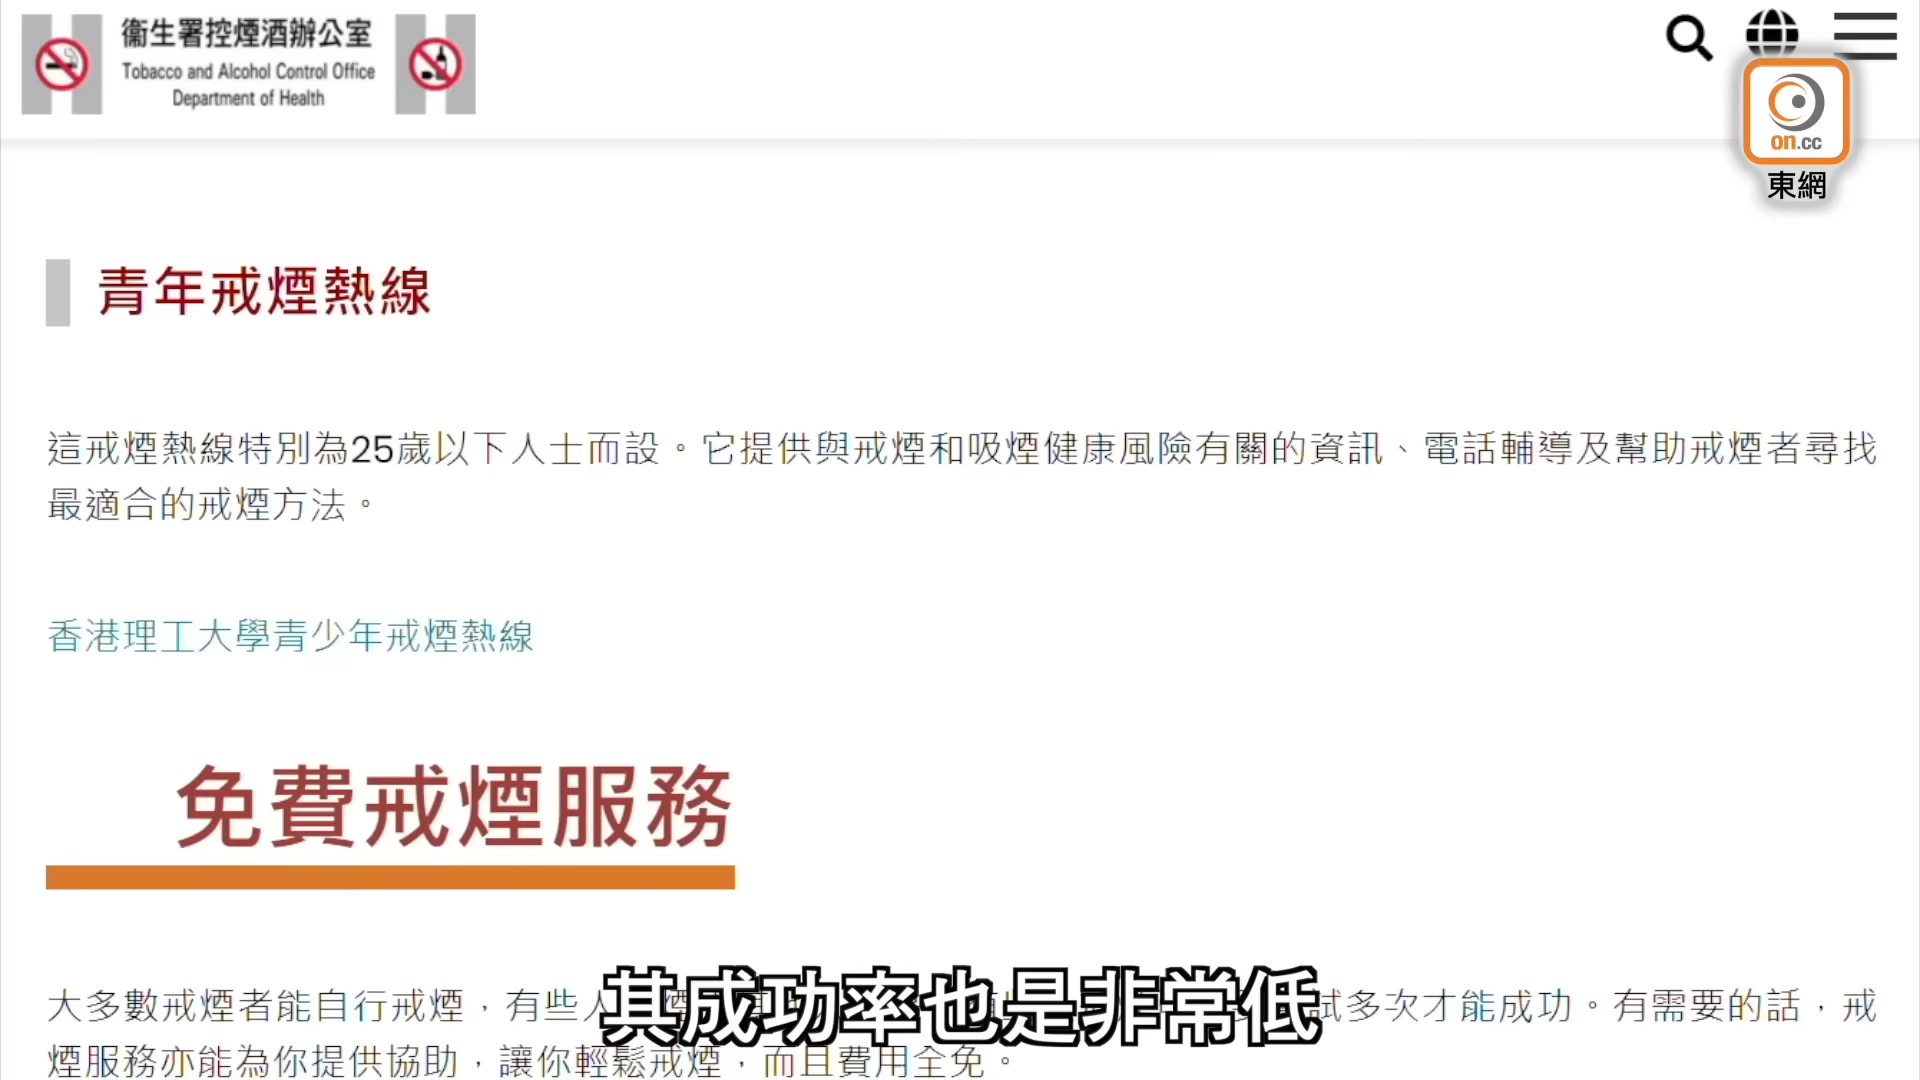 衞生署控煙酒辦公室
Tobacco and Alcohol Control Office
Department of Health
on.cc
東網
青年戒煙熱線
這戒煙熱線特別為25歲以下人士而設。它提供與戒煙和吸煙健康風險有關的資訊、電話輔導及幫助戒煙者尋找
最適合的戒煙方法。
香港理工大學青少年戒煙熱線
免費戒煙服務
大多數戒煙者能自行戒煙，有些人 試多次才能成功。有需要的話，戒
煙服務亦能為你提供協助，讓你輕鬆戒煙，而且費用全免。
其成功率也是非常低